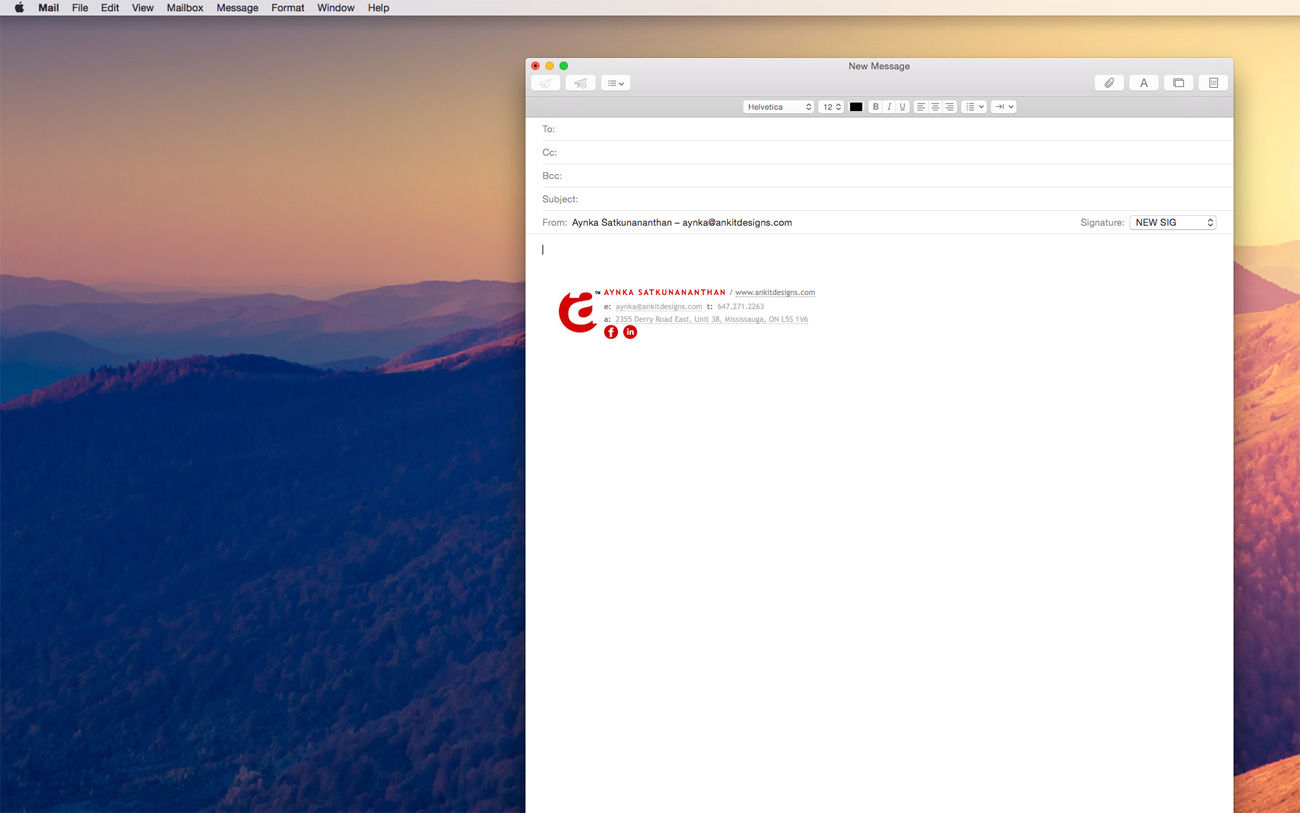 Mail File Edit View Mailbox Message Format Window Help
New Message
A
Helvetica 12 B I U
To:
Cc:
Bcc:
Subject:
From: Aynka Satkunananthan – aynka@ankitdesigns.com Signature: NEW SIG
™ AYNKA SATKUNANANTHAN / www.ankitdesigns.com
e: aynka@ankitdesigns.com t: 647.271.2263
a: 2355 Derry Road East, Unit 38, Mississauga, ON L5S 1V6
f in